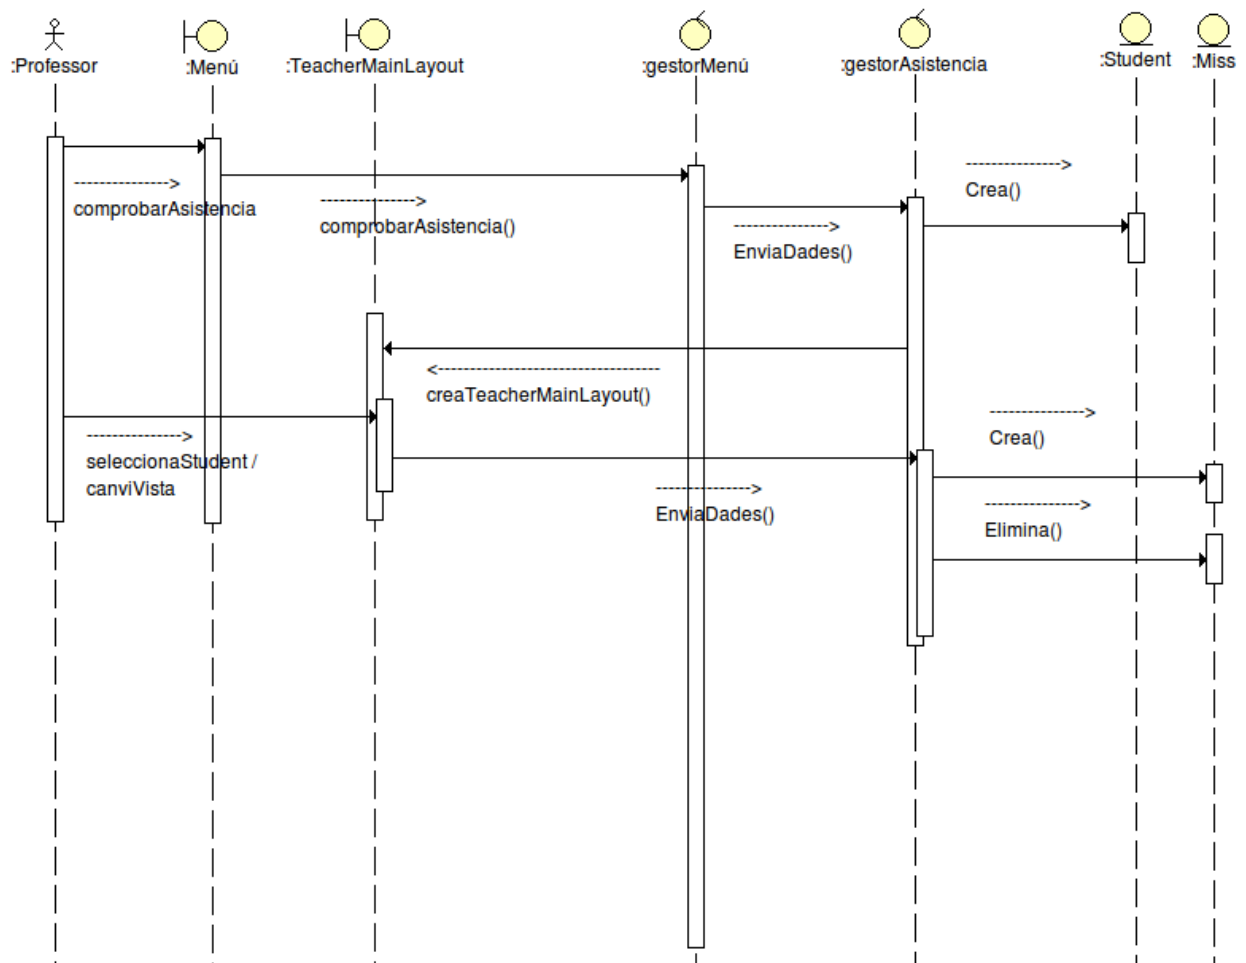 :Professor
:Menú
:TeacherMainLayout
:gestorMenú
:gestorAsistencia
:Student
:Miss
--------------->
comprobarAsistencia
--------------->
comprobarAsistencia()
--------------->
EnviaDades()
--------------->
Crea()
<-----------------------------------
creaTeacherMainLayout()
--------------->
seleccionaStudent /
canviVista
--------------->
EnviaDades()
--------------->
Crea()
--------------->
Elimina()